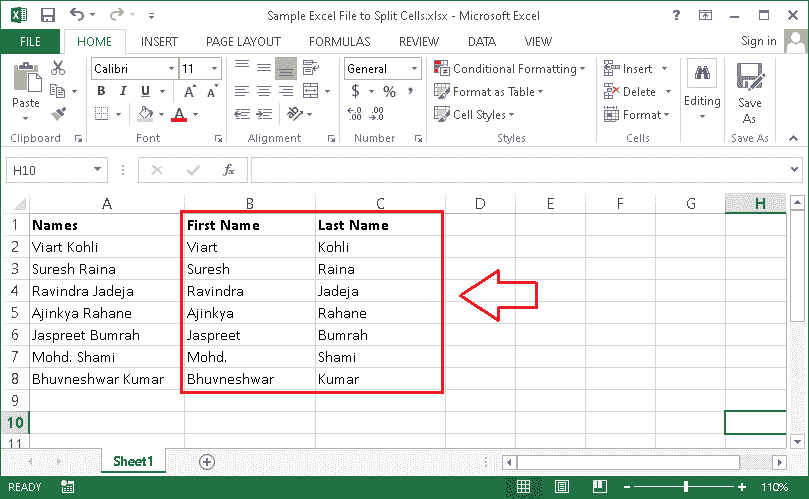 Sample Excel File to Split Cells.xlsx - Microsoft Excel
FILE HOME INSERT PAGE LAYOUT FORMULAS REVIEW DATA VIEW Sign in
Calibri 11 General Conditional Formatting Insert
Paste B I U A A $ % , Format as Table Delete Editing Save As
A .00 .0 Cell Styles Format
Clipboard Font Alignment Number Styles Cells Save As
H10 fx
A B C D E F G H
1 Names First Name Last Name
2 Viart Kohli Viart Kohli
3 Suresh Raina Suresh Raina
4 Ravindra Jadeja Ravindra Jadeja
5 Ajinkya Rahane Ajinkya Rahane
6 Jaspreet Bumrah Jaspreet Bumrah
7 Mohd. Shami Mohd. Shami
8 Bhuvneshwar Kumar Bhuvneshwar Kumar
9
10
11
Sheet1
READY 110%